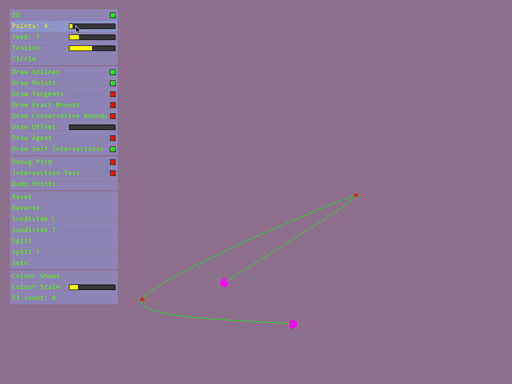 3D
Points: 4
Seed: 7
Tension
Circle
Draw Splines
Draw Points
Draw Tangents
Draw Exact Bounds
Draw Conservative Bounds
Draw Offset
Draw Agent
Draw Self Intersections
Debug Pick
Intersection Test
Dump Points
Reset
Reverse
Subdivide L
Subdivide T
Split
Split T
Join
Colour Show:
Colour Scale
SI count: 0